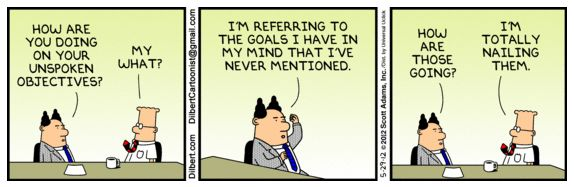 HOW ARE
YOU DOING
ON YOUR
UNSPOKEN
OBJECTIVES?
MY
WHAT?
Dilbert.com DilbertCartoonist@gmail.com
I'M REFERRING TO
THE GOALS I HAVE IN
MY MIND THAT I'VE
NEVER MENTIONED.
5-29-12 ©2012 Scott Adams, Inc. /Dist. by Universal Uclick
HOW
ARE
THOSE
GOING?
I'M
TOTALLY
NAILING
THEM.